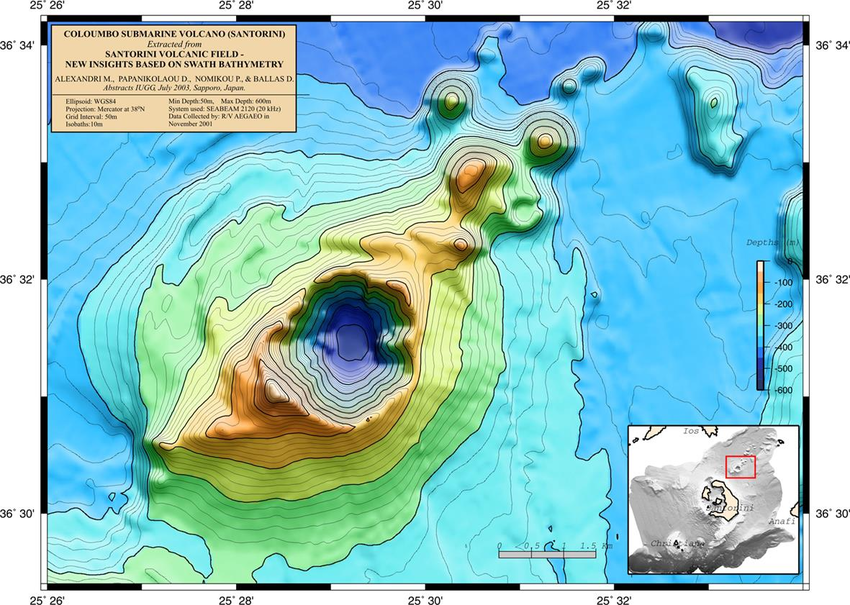 25° 26' 25° 28' 25° 30' 25° 32'
36° 34' 36° 34'
COLOUMBO SUBMARINE VOLCANO (SANTORINI)
Extracted from
SANTORINI VOLCANIC FIELD -
NEW INSIGHTS BASED ON SWATH BATHYMETRY
ALEXANDRI M., PAPANIKOLAOU D., NOMIKOU P., & BALLAS D.
Abstracts IUGG, July 2003, Sapporo, Japan.
Ellipsoid: WGS84
Projection: Mercator at 38°N
Grid Interval: 50m
Isobaths:10m
Min Depth:50m, Max Depth: 600m
System used: SEABEAM 2120 (20 kHz)
Data Collected by: R/V AEGAEO in
November 2001
Depths (m)
0
-100
-200
-300
-400
-500
-600
36° 32' 36° 32'
Ios
Santorini
Anafi
Christiana
36° 30' 36° 30'
0 0.5 1 1.5 Km
25° 26' 25° 28' 25° 30' 25° 32'